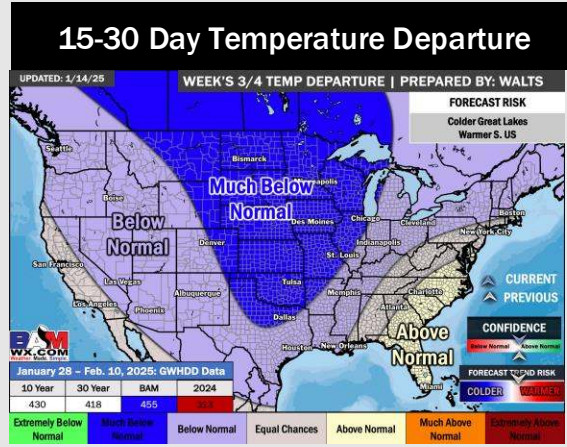 15-30 Day Temperature Departure
UPDATED: 1/14/25
WEEK'S 3/4 TEMP DEPARTURE | PREPARED BY: WALTS
FORECAST RISK
Colder Great Lakes
Warmer S. US
Seattle
Bismarck
Minneapolis
Much Below
Normal
Boise
Boston
Below
Normal
Des Moines
Chicago
Cleveland
New York City
Denver
Indianapolis
San Francisco
St. Louis
CURRENT
PREVIOUS
Las Vegas
Tulsa
Charlotte
Los Angeles
Albuquerque
Memphis
Phoenix
Atlanta
Dallas
Above
Normal
CONFIDENCE
Below Normal
Above Normal
Houston
New Orleans
BAM
WX.COM
Weather. Made. Simple.
Miami
FORECAST TREND RISK
COLDER
WARMER
January 28 – Feb. 10, 2025: GWHDD Data
10 Year 30 Year BAM 2024
430 418 455
Extremely Below
Normal
Much Below
Normal
Below Normal
Equal Chances
Above Normal
Much Above
Normal
Extremely Above
Normal